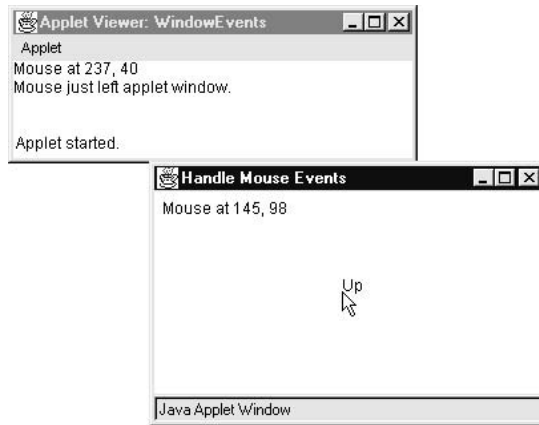 Applet Viewer: WindowEvents
Applet
Mouse at 237, 40
Mouse just left applet window.
Applet started.
Handle Mouse Events
Mouse at 145, 98
Up
Java Applet Window